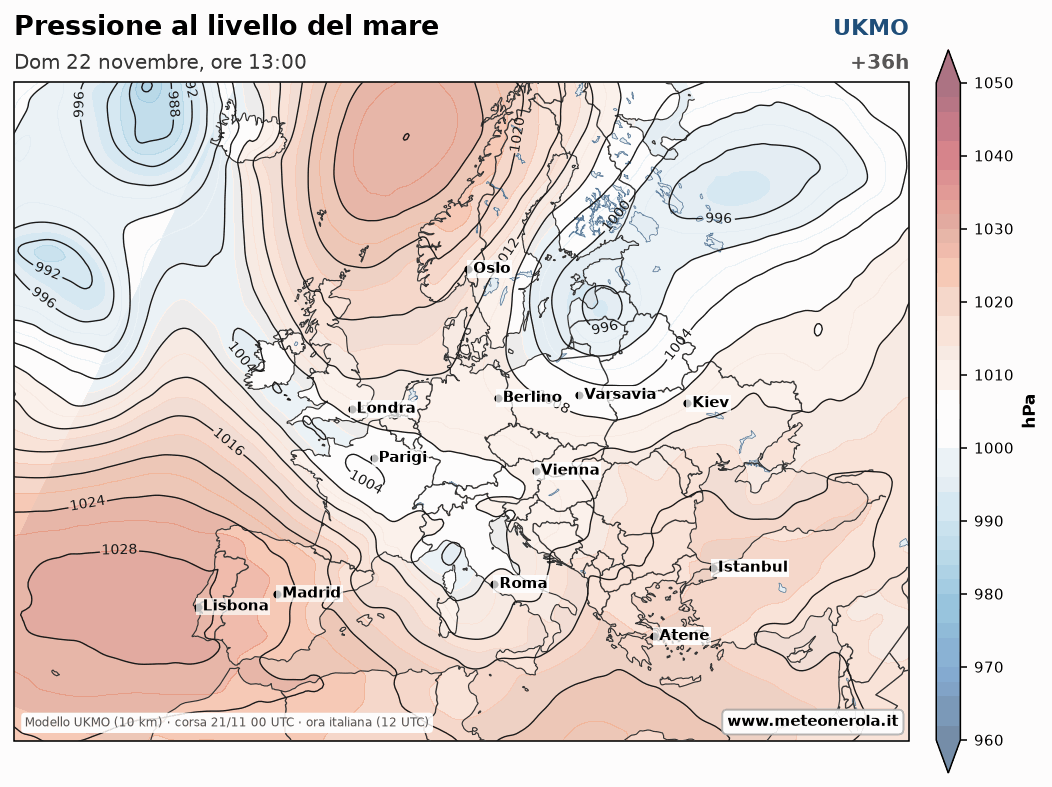 Pressione al livello del mare
UKMO
Dom 22 novembre, ore 13:00
+36h
996
988
92
1020
1000
996
1012
992
996
Oslo
996
1004
1004
Londra
Berlino
8
Varsavia
Kiev
1016
Parigi
1004
Vienna
1024
1028
Lisbona
Madrid
Roma
Istanbul
Atene
Modello UKMO (10 km) · corsa 21/11 00 UTC · ora italiana (12 UTC)
www.meteonerola.it
1050
1040
1030
1020
1010
1000
990
980
970
960
hPa